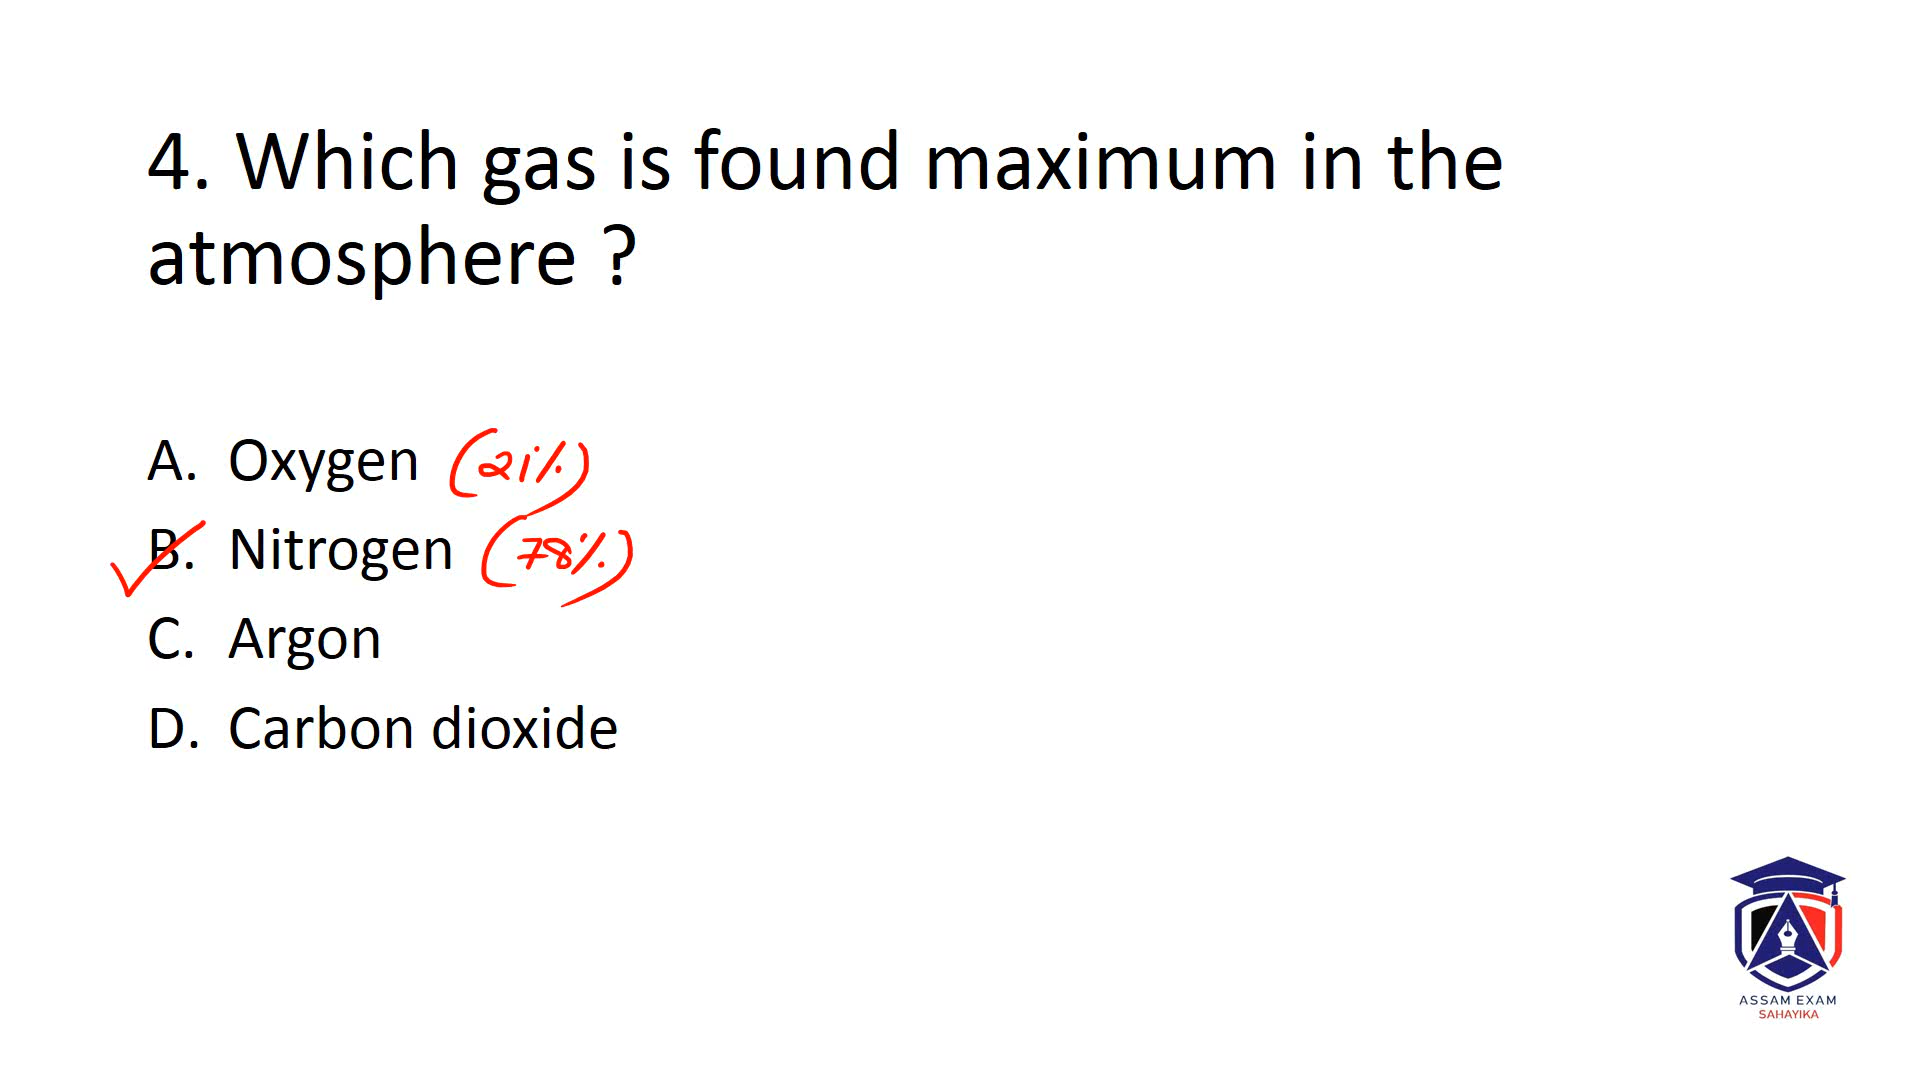 4. Which gas is found maximum in the
atmosphere ?
A. Oxygen (21%)
B. Nitrogen (78%)
C. Argon
D. Carbon dioxide
ASSAM EXAM
SAHAYIKA